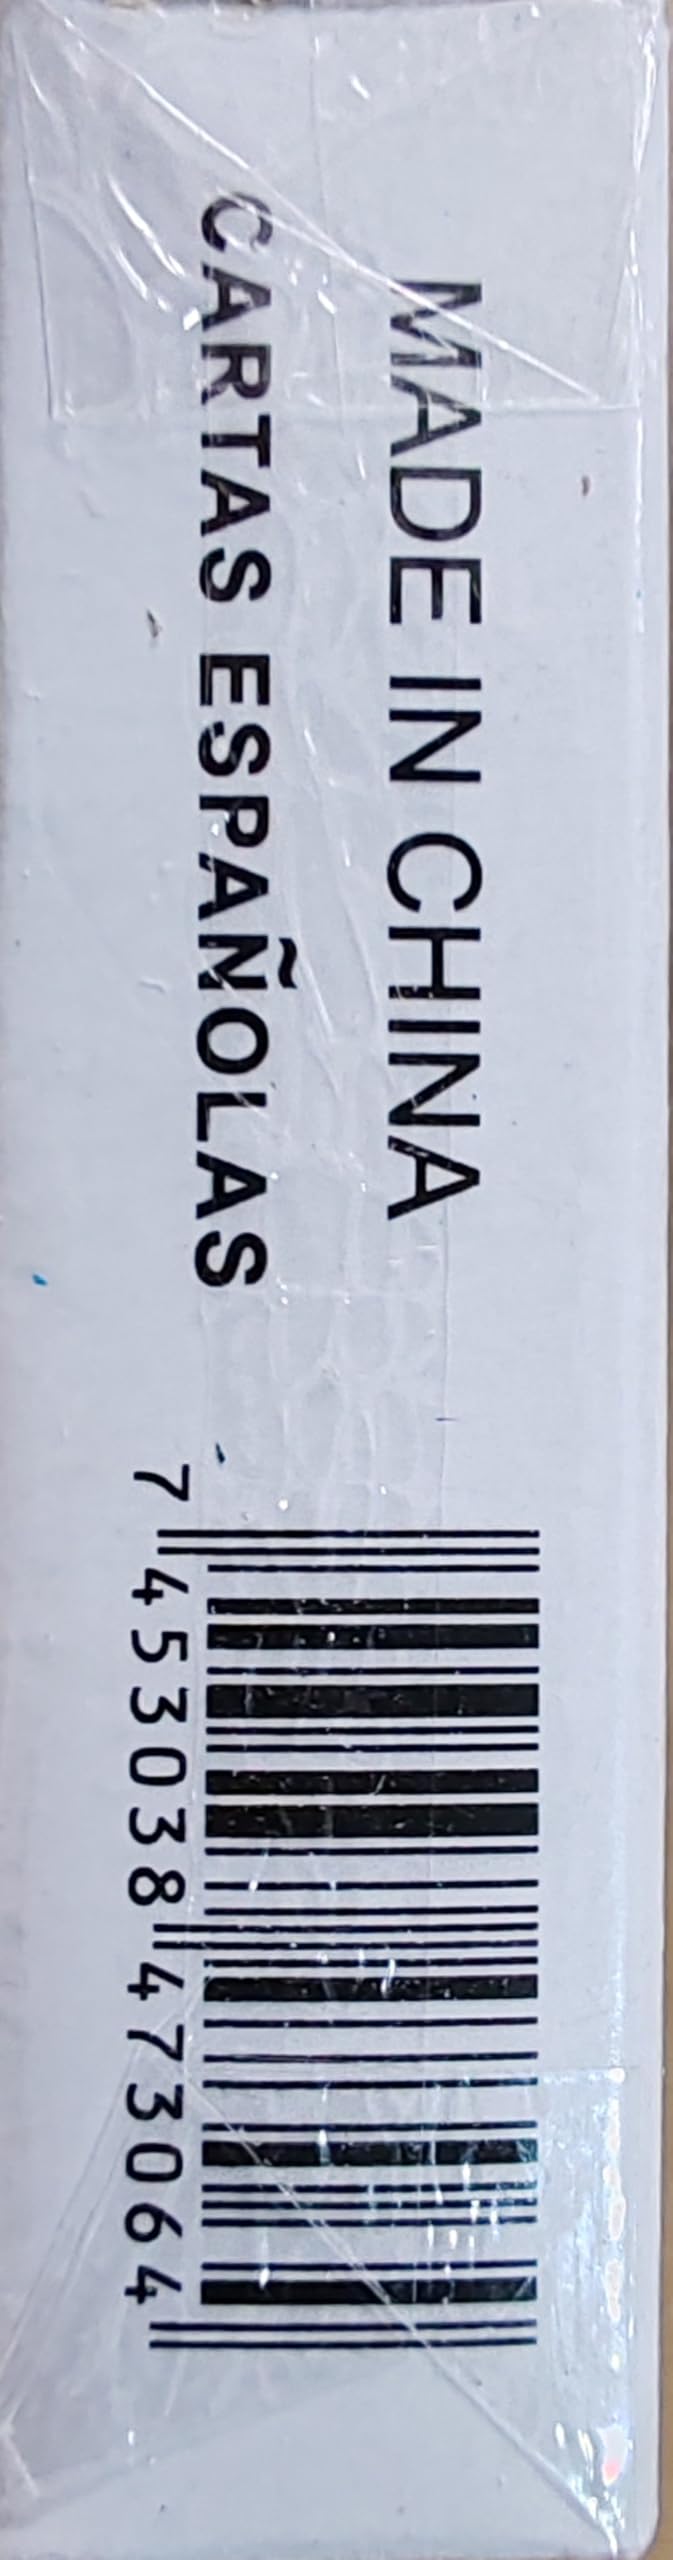 MADE IN CHINA
CARTAS ESPAÑOLAS
7 453038 473064